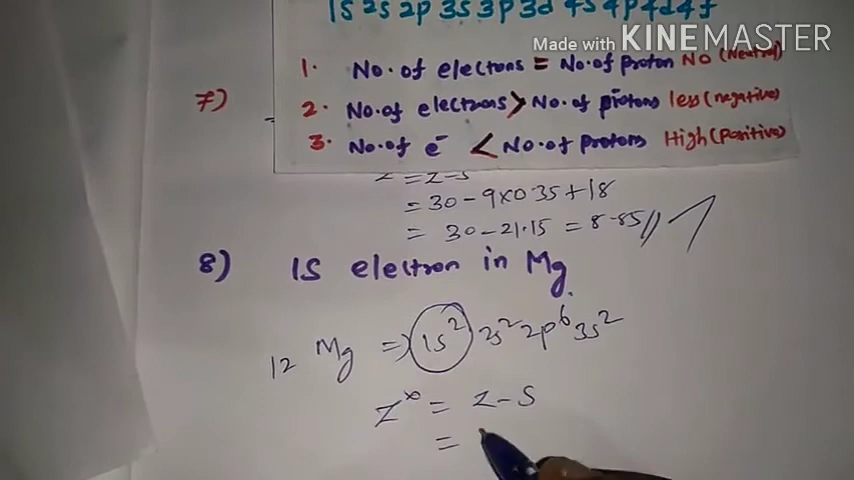 1s 2s 2p 3s 3p 3d 4s 4p 4d 4f
Made with KINEMASTER
1. No. of electons = No. of proton NO (Neutral)
7)
2. No. of electrons > No. of protons less (negative)
3. No. of e⁻ < No. of protons High (Positive)
= Z-S
= 30 - 9×0.35 + 18
= 30 - 21.15 = 8.85//
8) 1S electron in Mg.
12 Mg ⇒ 1s² 2s² 2p⁶ 3s²
Z* = Z - S
=